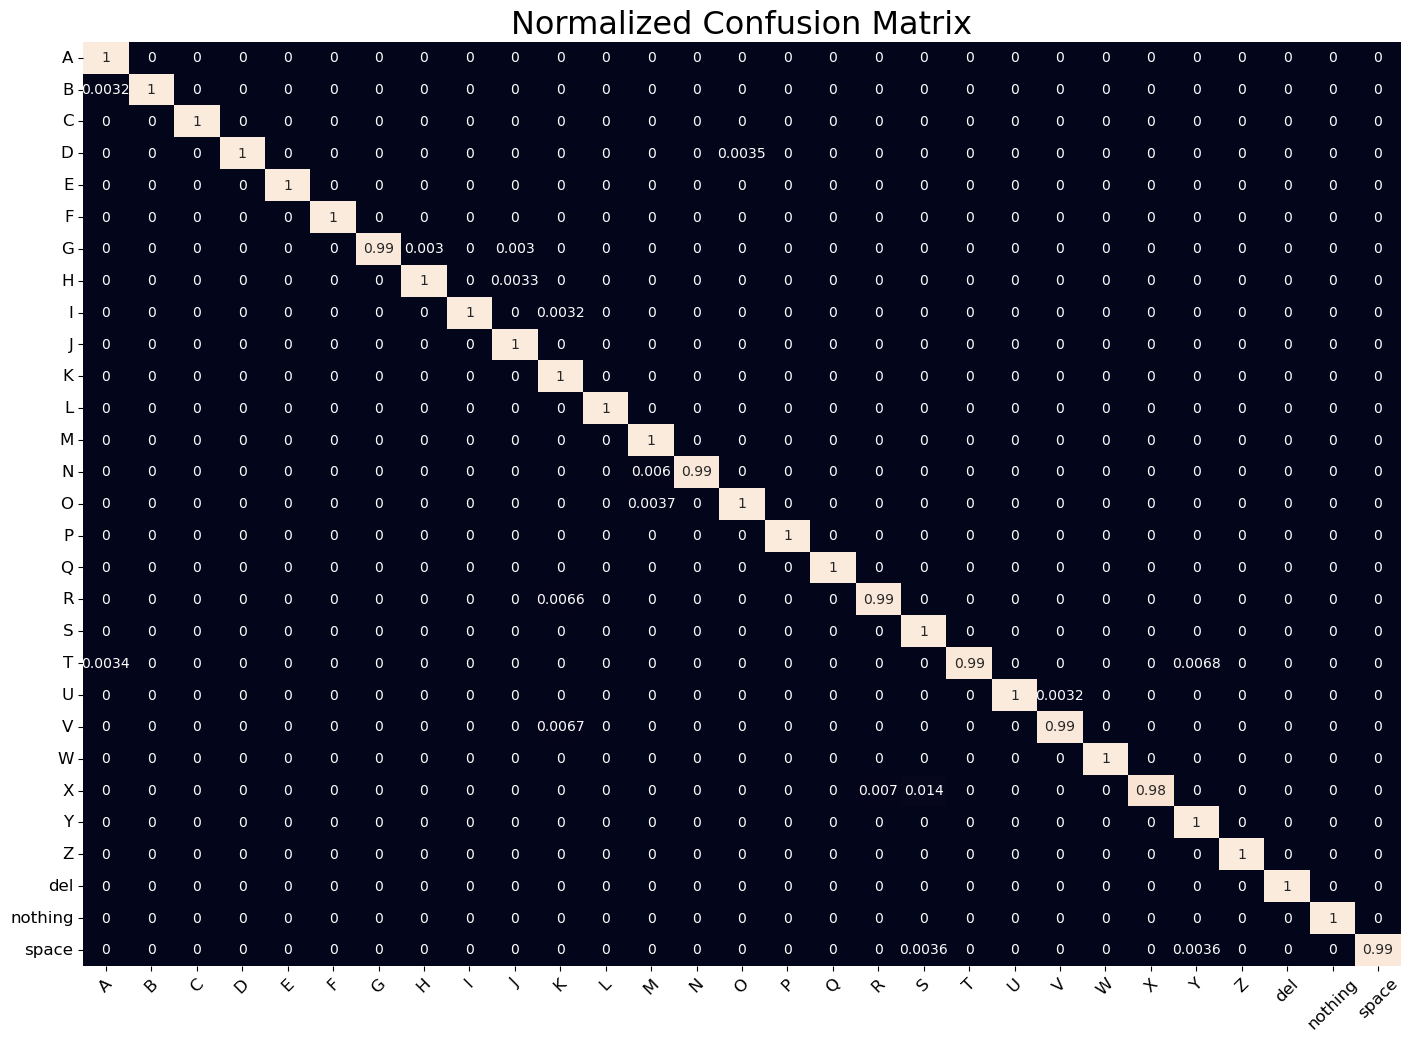 Normalized Confusion Matrix
A 1 0 0 0 0 0 0 0 0 0 0 0 0 0 0 0 0 0 0 0 0 0 0 0 0 0 0 0 0
B 0.0032 1 0 0 0 0 0 0 0 0 0 0 0 0 0 0 0 0 0 0 0 0 0 0 0 0 0 0 0
C 0 0 1 0 0 0 0 0 0 0 0 0 0 0 0 0 0 0 0 0 0 0 0 0 0 0 0 0 0
D 0 0 0 1 0 0 0 0 0 0 0 0 0 0 0.0035 0 0 0 0 0 0 0 0 0 0 0 0 0 0
E 0 0 0 0 1 0 0 0 0 0 0 0 0 0 0 0 0 0 0 0 0 0 0 0 0 0 0 0 0
F 0 0 0 0 0 1 0 0 0 0 0 0 0 0 0 0 0 0 0 0 0 0 0 0 0 0 0 0 0
G 0 0 0 0 0 0 0.99 0.003 0 0.003 0 0 0 0 0 0 0 0 0 0 0 0 0 0 0 0 0 0 0
H 0 0 0 0 0 0 0 1 0 0.0033 0 0 0 0 0 0 0 0 0 0 0 0 0 0 0 0 0 0 0
I 0 0 0 0 0 0 0 0 1 0 0.0032 0 0 0 0 0 0 0 0 0 0 0 0 0 0 0 0 0 0
J 0 0 0 0 0 0 0 0 0 1 0 0 0 0 0 0 0 0 0 0 0 0 0 0 0 0 0 0 0
K 0 0 0 0 0 0 0 0 0 0 1 0 0 0 0 0 0 0 0 0 0 0 0 0 0 0 0 0 0
L 0 0 0 0 0 0 0 0 0 0 0 1 0 0 0 0 0 0 0 0 0 0 0 0 0 0 0 0 0
M 0 0 0 0 0 0 0 0 0 0 0 0 1 0 0 0 0 0 0 0 0 0 0 0 0 0 0 0 0
N 0 0 0 0 0 0 0 0 0 0 0 0 0.006 0.99 0 0 0 0 0 0 0 0 0 0 0 0 0 0 0
O 0 0 0 0 0 0 0 0 0 0 0 0 0.0037 0 1 0 0 0 0 0 0 0 0 0 0 0 0 0 0
P 0 0 0 0 0 0 0 0 0 0 0 0 0 0 0 1 0 0 0 0 0 0 0 0 0 0 0 0 0
Q 0 0 0 0 0 0 0 0 0 0 0 0 0 0 0 0 1 0 0 0 0 0 0 0 0 0 0 0 0
R 0 0 0 0 0 0 0 0 0 0 0.0066 0 0 0 0 0 0 0.99 0 0 0 0 0 0 0 0 0 0 0
S 0 0 0 0 0 0 0 0 0 0 0 0 0 0 0 0 0 0 1 0 0 0 0 0 0 0 0 0 0
T 0.0034 0 0 0 0 0 0 0 0 0 0 0 0 0 0 0 0 0 0 0.99 0 0 0 0 0.0068 0 0 0 0
U 0 0 0 0 0 0 0 0 0 0 0 0 0 0 0 0 0 0 0 0 1 0.0032 0 0 0 0 0 0 0
V 0 0 0 0 0 0 0 0 0 0 0.0067 0 0 0 0 0 0 0 0 0 0 0.99 0 0 0 0 0 0 0
W 0 0 0 0 0 0 0 0 0 0 0 0 0 0 0 0 0 0 0 0 0 0 1 0 0 0 0 0 0
X 0 0 0 0 0 0 0 0 0 0 0 0 0 0 0 0 0 0.007 0.014 0 0 0 0 0.98 0 0 0 0 0
Y 0 0 0 0 0 0 0 0 0 0 0 0 0 0 0 0 0 0 0 0 0 0 0 0 1 0 0 0 0
Z 0 0 0 0 0 0 0 0 0 0 0 0 0 0 0 0 0 0 0 0 0 0 0 0 0 1 0 0 0
del 0 0 0 0 0 0 0 0 0 0 0 0 0 0 0 0 0 0 0 0 0 0 0 0 0 0 1 0 0
nothing 0 0 0 0 0 0 0 0 0 0 0 0 0 0 0 0 0 0 0 0 0 0 0 0 0 0 0 1 0
space 0 0 0 0 0 0 0 0 0 0 0 0 0 0 0 0 0 0 0.0036 0 0 0 0 0 0.0036 0 0 0 0.99
A B C D E F G H I J K L M N O P Q R S T U V W X Y Z del nothing space